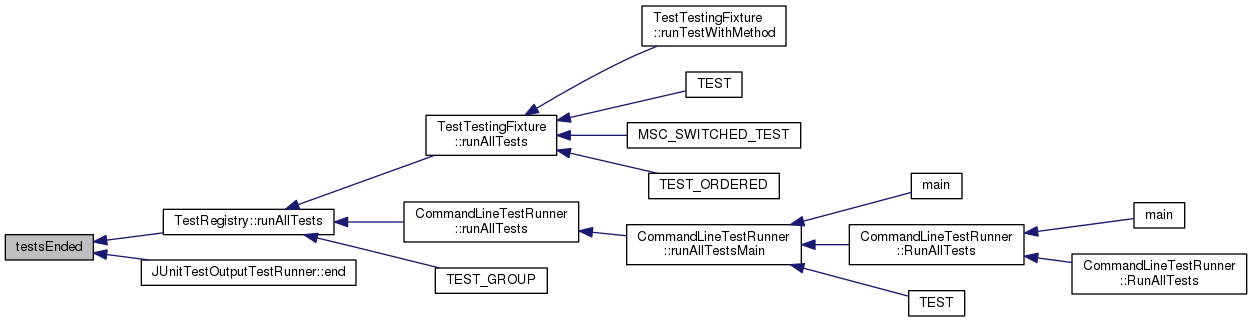 TestTestingFixture
::runTestWithMethod
TEST
TestTestingFixture
::runAllTests
MSC_SWITCHED_TEST
TEST_ORDERED
main
TestRegistry::runAllTests
CommandLineTestRunner
::runAllTests
main
testsEnded
CommandLineTestRunner
::runAllTestsMain
CommandLineTestRunner
::RunAllTests
JUnitTestOutputTestRunner::end
TEST_GROUP
CommandLineTestRunner
::RunAllTests
TEST